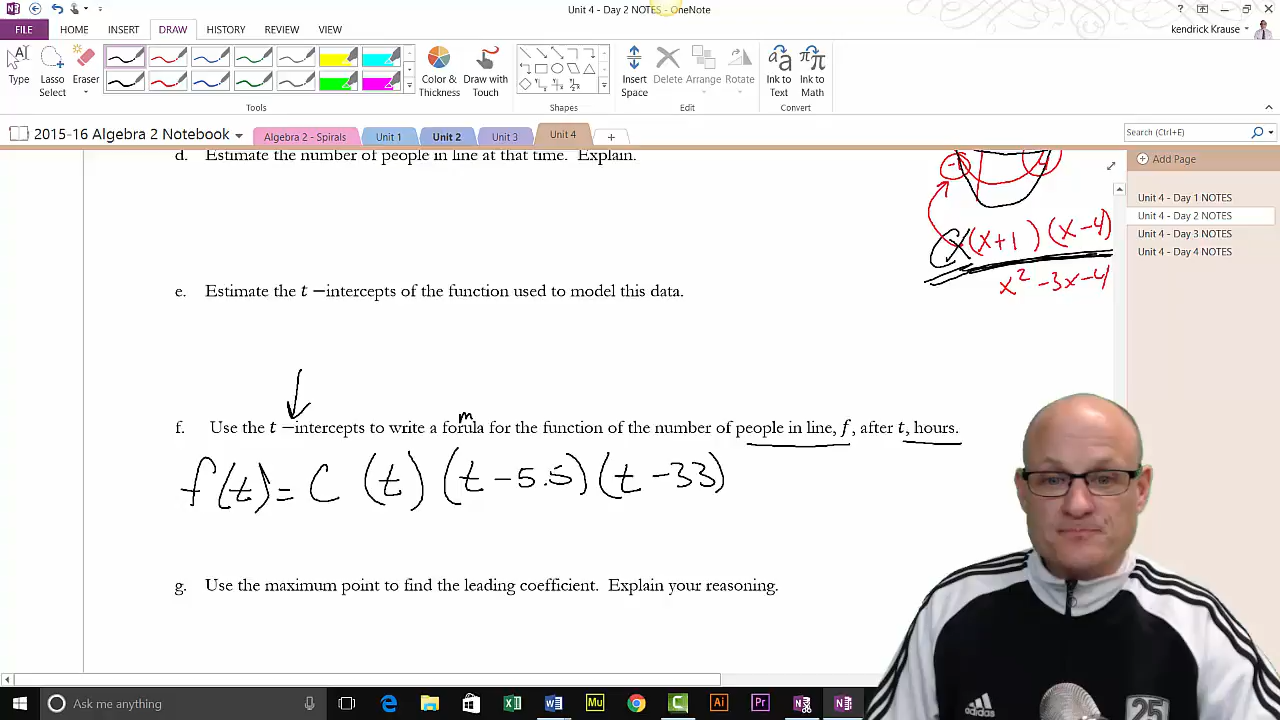 Unit 4 - Day 2 NOTES - OneNote
kendrick Krause
FILE HOME INSERT DRAW HISTORY REVIEW VIEW
Type Lasso Select Eraser Color & Thickness Draw with Touch Insert Space Delete Arrange Rotate Ink to Text Ink to Math
Tools Shapes Edit Convert
2015-16 Algebra 2 Notebook Algebra 2 - Spirals Unit 1 Unit 2 Unit 3 Unit 4 Search (Ctrl+E)
Add Page
Unit 4 - Day 1 NOTES
Unit 4 - Day 2 NOTES
Unit 4 - Day 3 NOTES
Unit 4 - Day 4 NOTES
d. Estimate the number of people in line at that time. Explain.
(x+1)(x-4)
x² -3x-4
e. Estimate the t −intercepts of the function used to model this data.
m
f. Use the t −intercepts to write a forula for the function of the number of people in line, f, after t, hours.
f(t) = C (t) (t - 5.5) (t - 33)
g. Use the maximum point to find the leading coefficient. Explain your reasoning.
adidas
25
Ask me anything